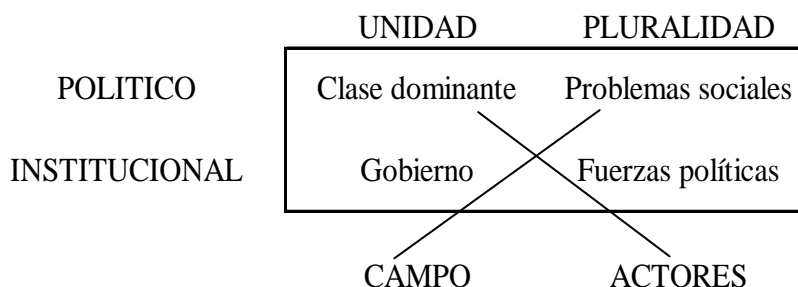 UNIDAD PLURALIDAD
POLITICO Clase dominante Problemas sociales
INSTITUCIONAL Gobierno Fuerzas políticas
CAMPO ACTORES